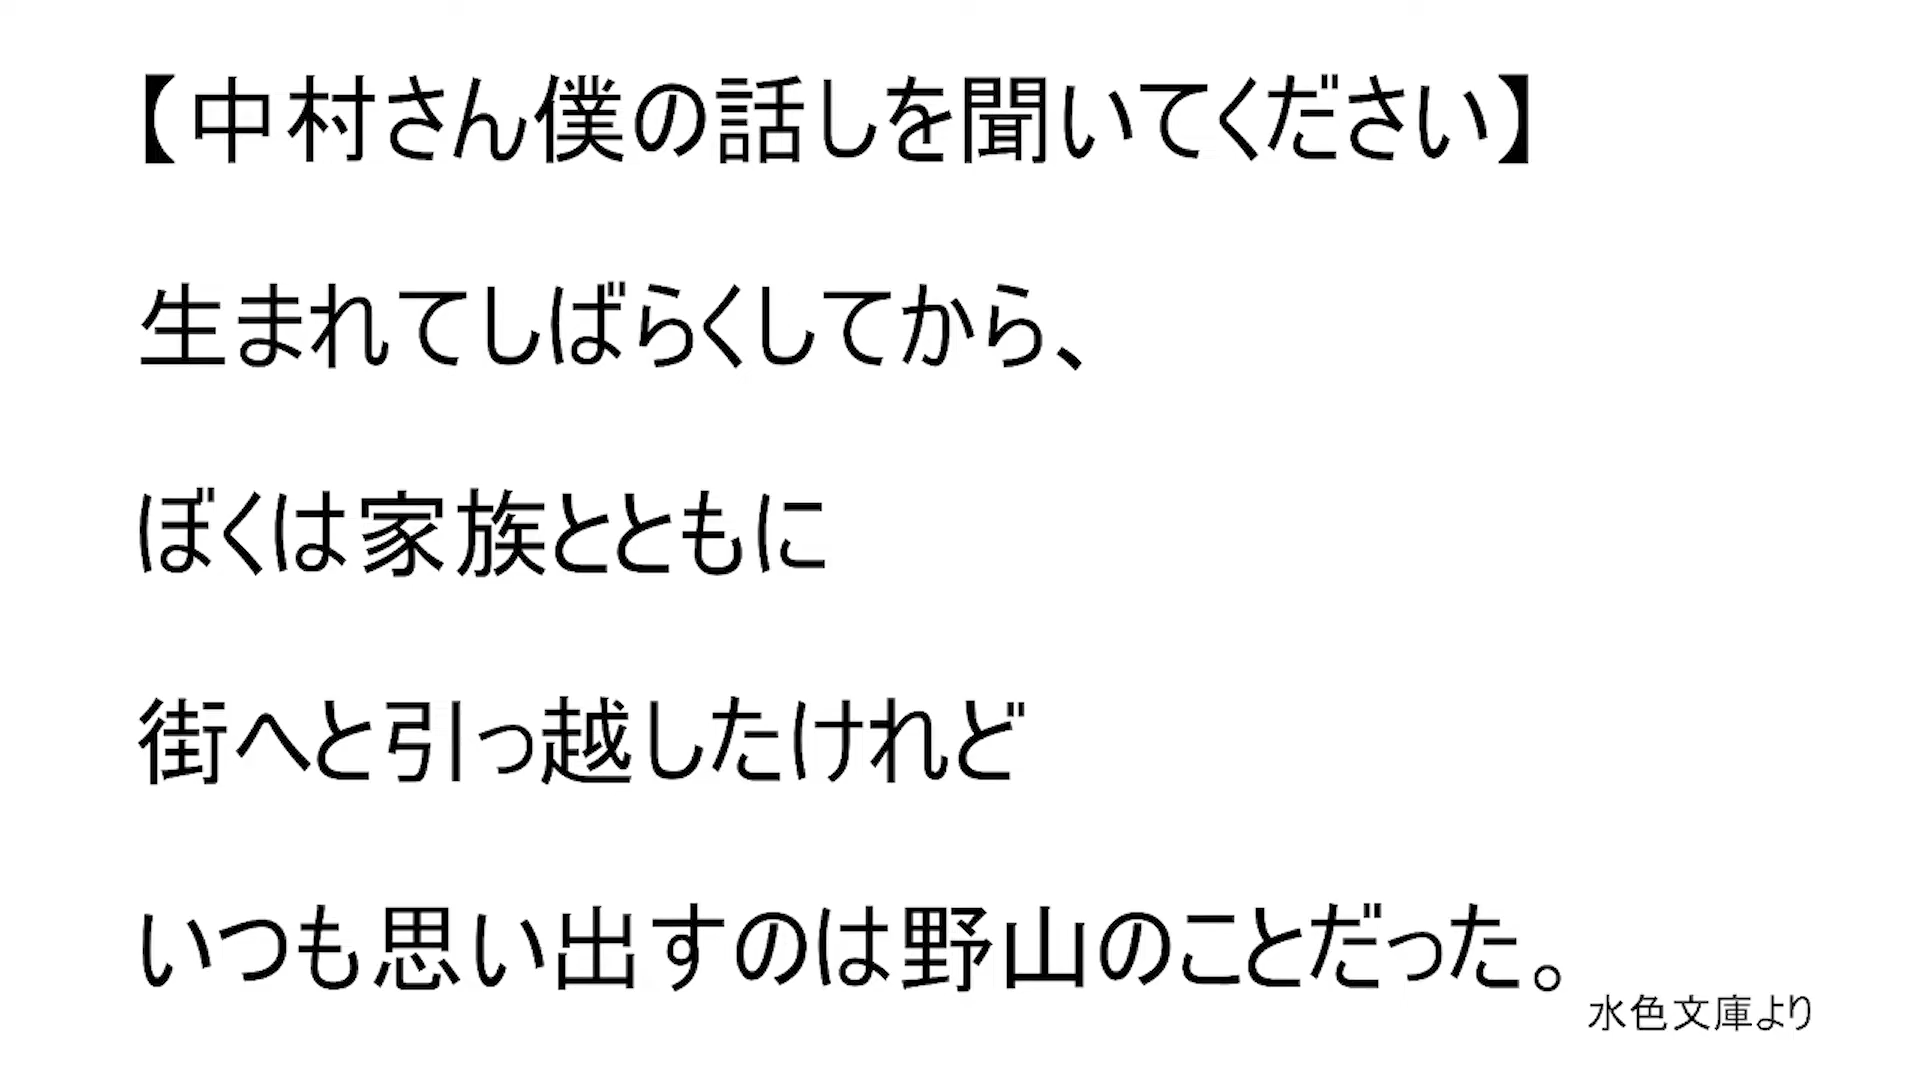 【中村さん僕の話しを聞いてください】
生まれてしばらくしてから、
ぼくは家族とともに
街へと引っ越したけれど
いつも思い出すのは野山のことだった。
水色文庫より